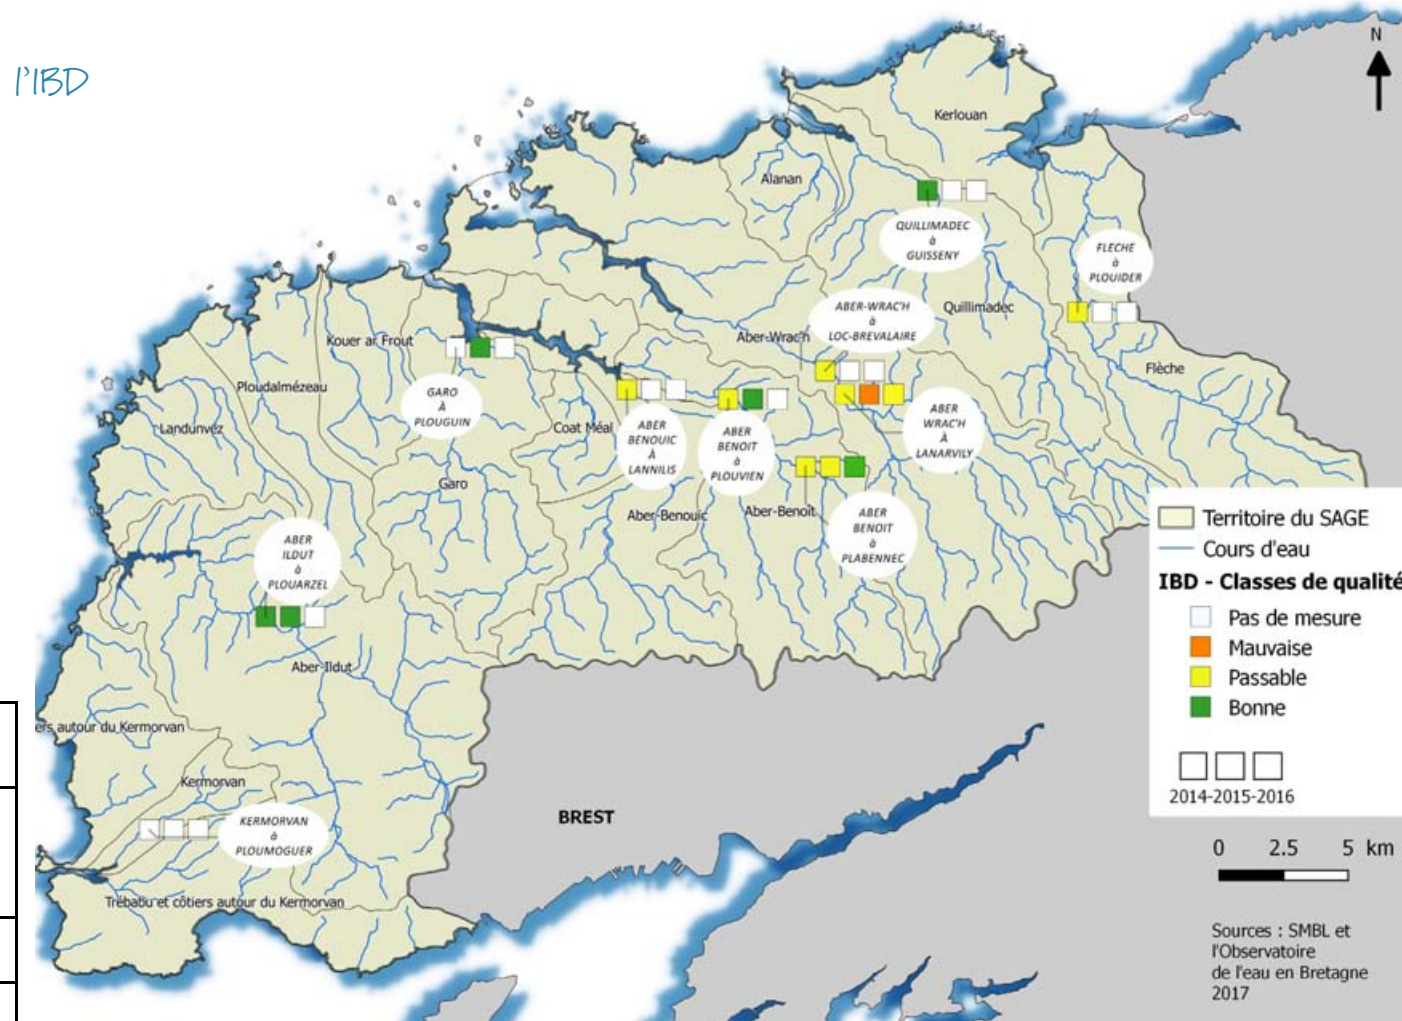 l'IBD
N
Kerlouan
Alanan
QUILLIMADEC
à
GUISSENY
FLECHE
à
PLOUIDER
ABER-WRAC'H
à
LOC-BREVALAIRE
Quillimadec
Aber-Wrac'h
Kouer ar Frout
Flèche
Ploudalmézeau
GARO
À
PLOUGUIN
Landunvez
Coat Méal
ABER
BENOUIC
À
LANNILIS
ABER
BENOIT
à
PLOUVIEN
ABER
WRAC'H
À
LANARVILY
Garo
Aber-Benouic
Aber-Benoît
ABER
BENOIT
à
PLABENNEC
ABER
ILDUT
à
PLOUARZEL
Aber-Ildut
ers autour du Kermorvan
Kermorvan
KERMORVAN
à
PLOUMOGUER
Trébabu et côtiers autour du Kermorvan
BREST
Territoire du SAGE
Cours d'eau
IBD - Classes de qualité
Pas de mesure
Mauvaise
Passable
Bonne
2014-2015-2016
0 2.5 5 km
Sources : SMBL et
l'Observatoire
de l'eau en Bretagne
2017